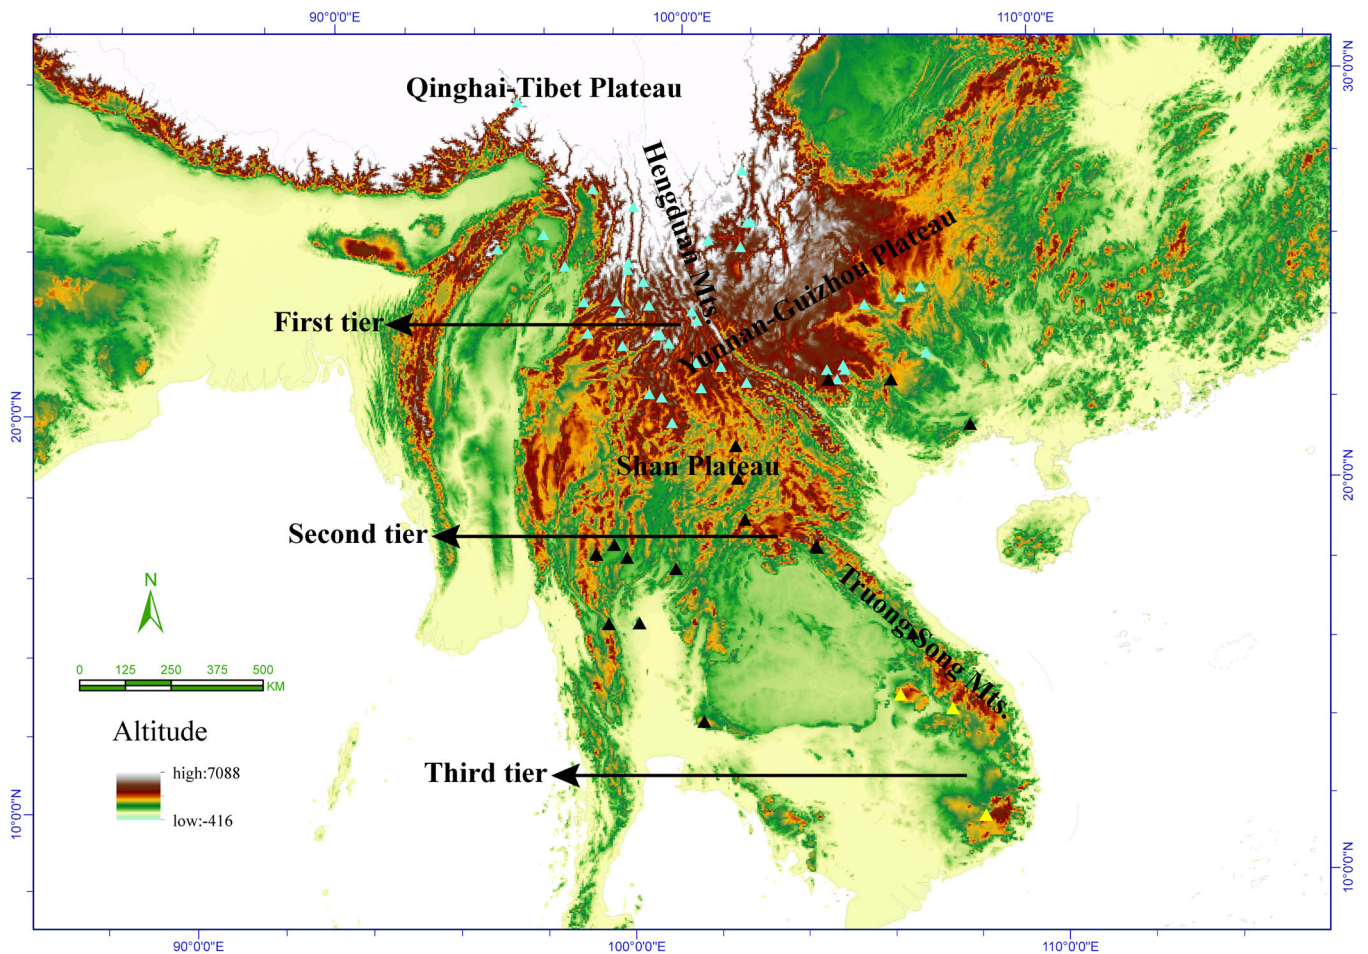 90°0'0"E
100°0'0"E
110°0'0"E
30°0'0"N
Qinghai-Tibet Plateau
Hengduan Mts.
Yunnan-Guizhou Plateau
First tier
20°0'0"N
Shan Plateau
20°0'0"N
Second tier
Truong Song Mts.
N
0 125 250 375 500
KM
Altitude
high:7088
low:-416
Third tier
10°0'0"N
10°0'0"N
90°0'0"E
100°0'0"E
110°0'0"E